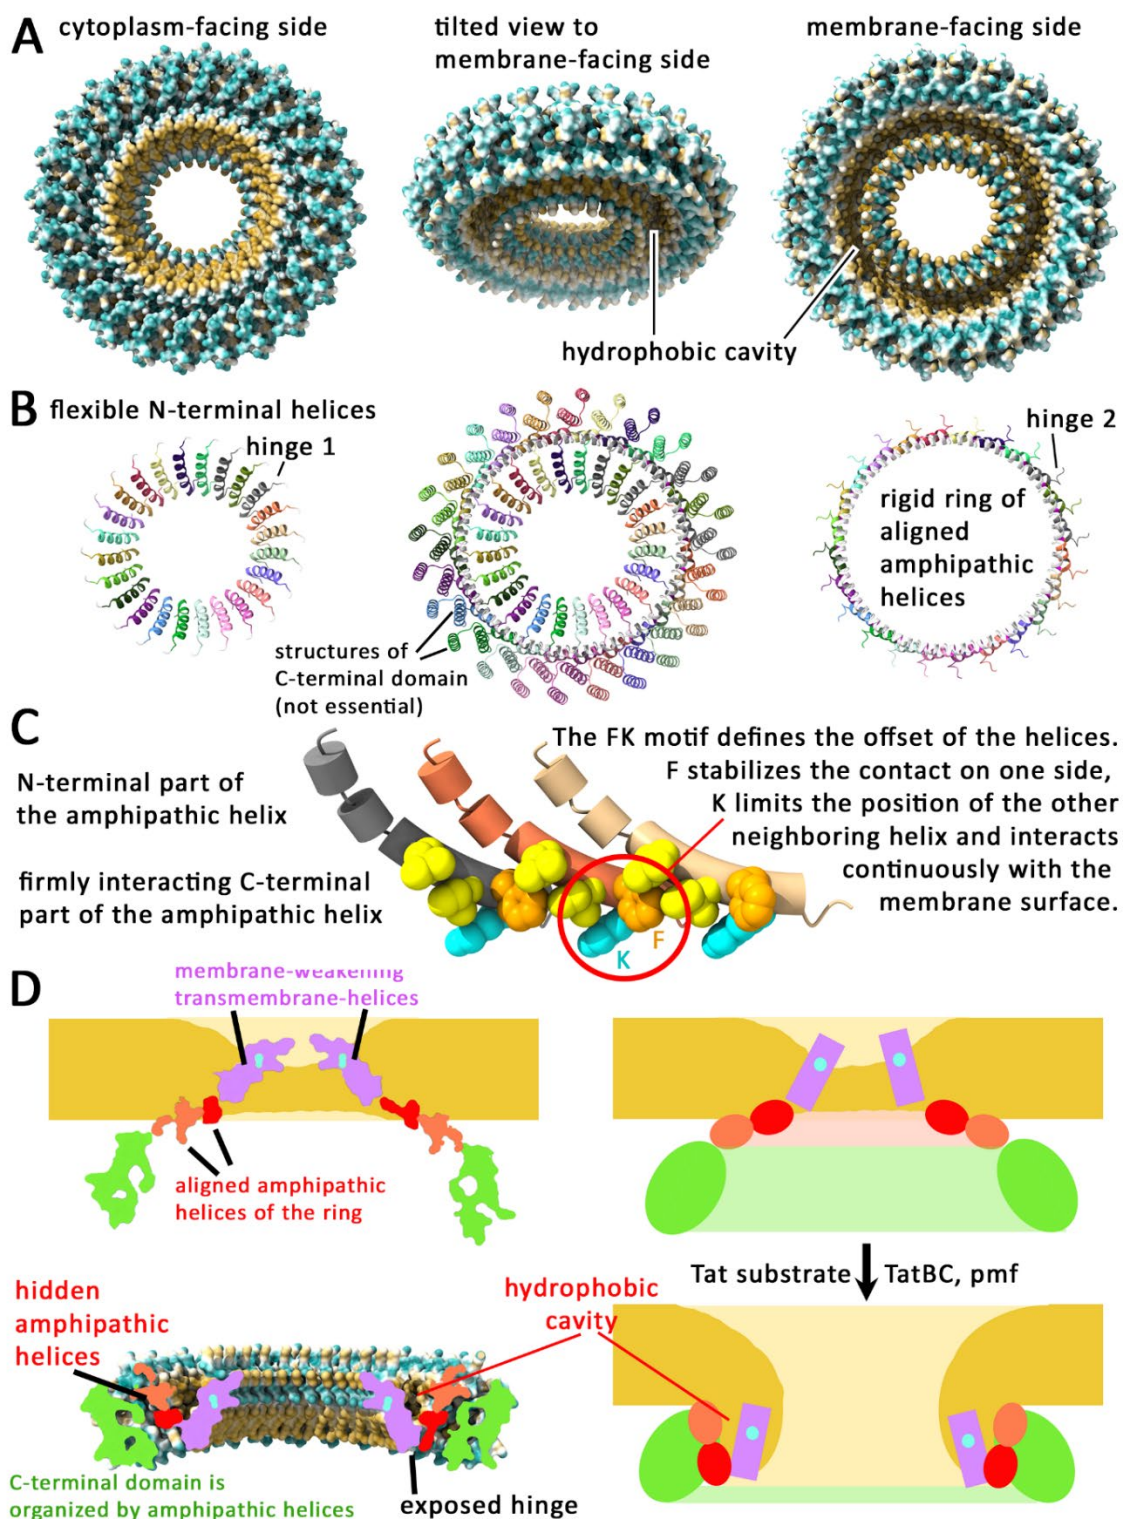 A
cytoplasm-facing side
tilted view to
membrane-facing side
membrane-facing side
hydrophobic cavity
B
flexible N-terminal helices
hinge 1
hinge 2
rigid ring of
aligned
amphipathic
helices
structures of
C-terminal domain
(not essential)
C
N-terminal part of
the amphipathic helix
firmly interacting C-terminal
part of the amphipathic helix
The FK motif defines the offset of the helices.
F stabilizes the contact on one side,
K limits the position of the other
neighboring helix and interacts
continuously with the
membrane surface.
F
K
D
membrane-weakening
transmembrane-helices
aligned amphipathic
helices of the ring
Tat substrate
TatBC, pmf
hidden
amphipathic
helices
hydrophobic
cavity
C-terminal domain is
organized by amphipathic helices
exposed hinge